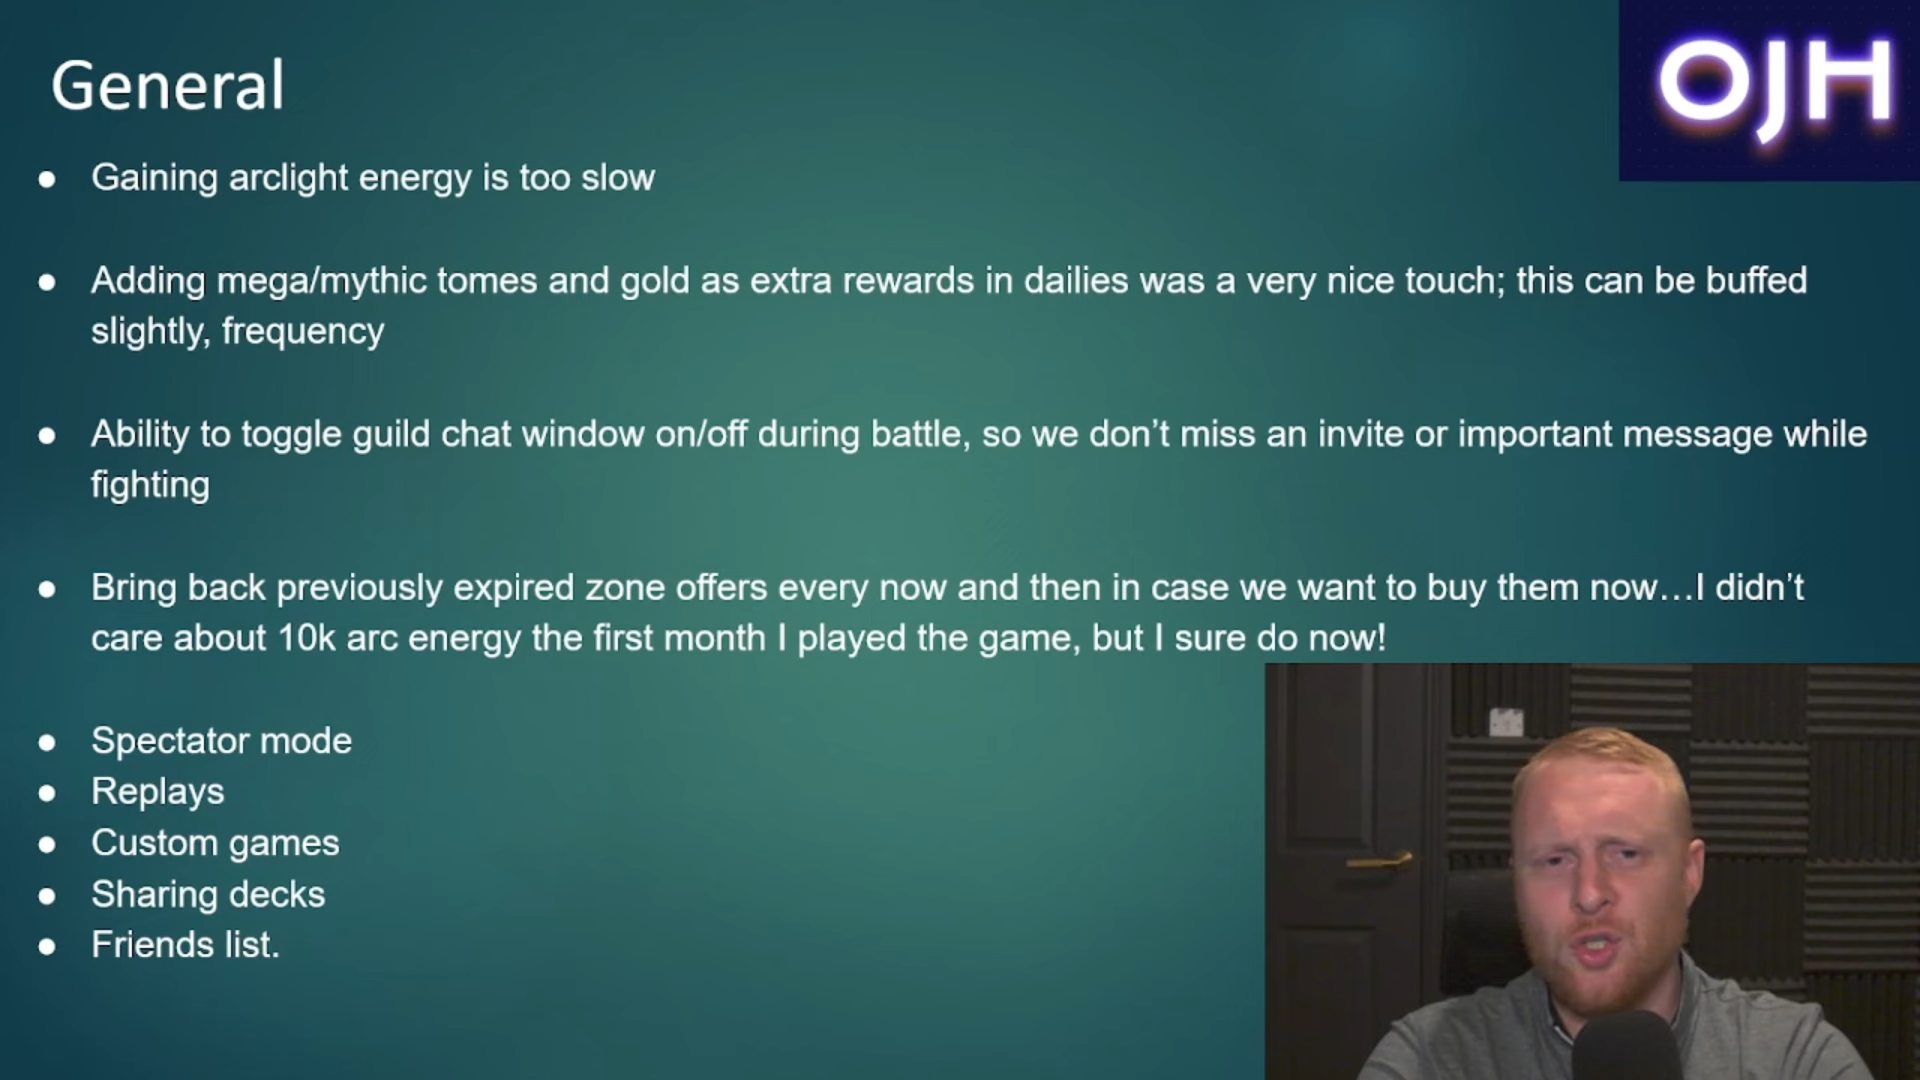 General
OJH
● Gaining arclight energy is too slow
● Adding mega/mythic tomes and gold as extra rewards in dailies was a very nice touch; this can be buffed
slightly, frequency
● Ability to toggle guild chat window on/off during battle, so we don’t miss an invite or important message while
fighting
● Bring back previously expired zone offers every now and then in case we want to buy them now…I didn’t
care about 10k arc energy the first month I played the game, but I sure do now!
● Spectator mode
● Replays
● Custom games
● Sharing decks
● Friends list.